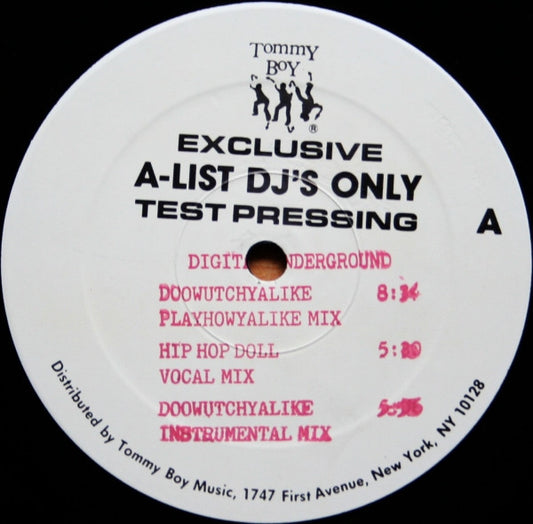 Tommy
Boy
®
EXCLUSIVE
A-LIST DJ'S ONLY
TEST PRESSING
A
DOOWUTCHYALIKE
PLAYHOWYALIKE MIX
HIP HOP DOLL
VOCAL MIX
DOOWUTCHYALIKE
INSTRUMENTAL MIX
Distributed by Tommy Boy Music, 1747 First Avenue, New York, NY 10128